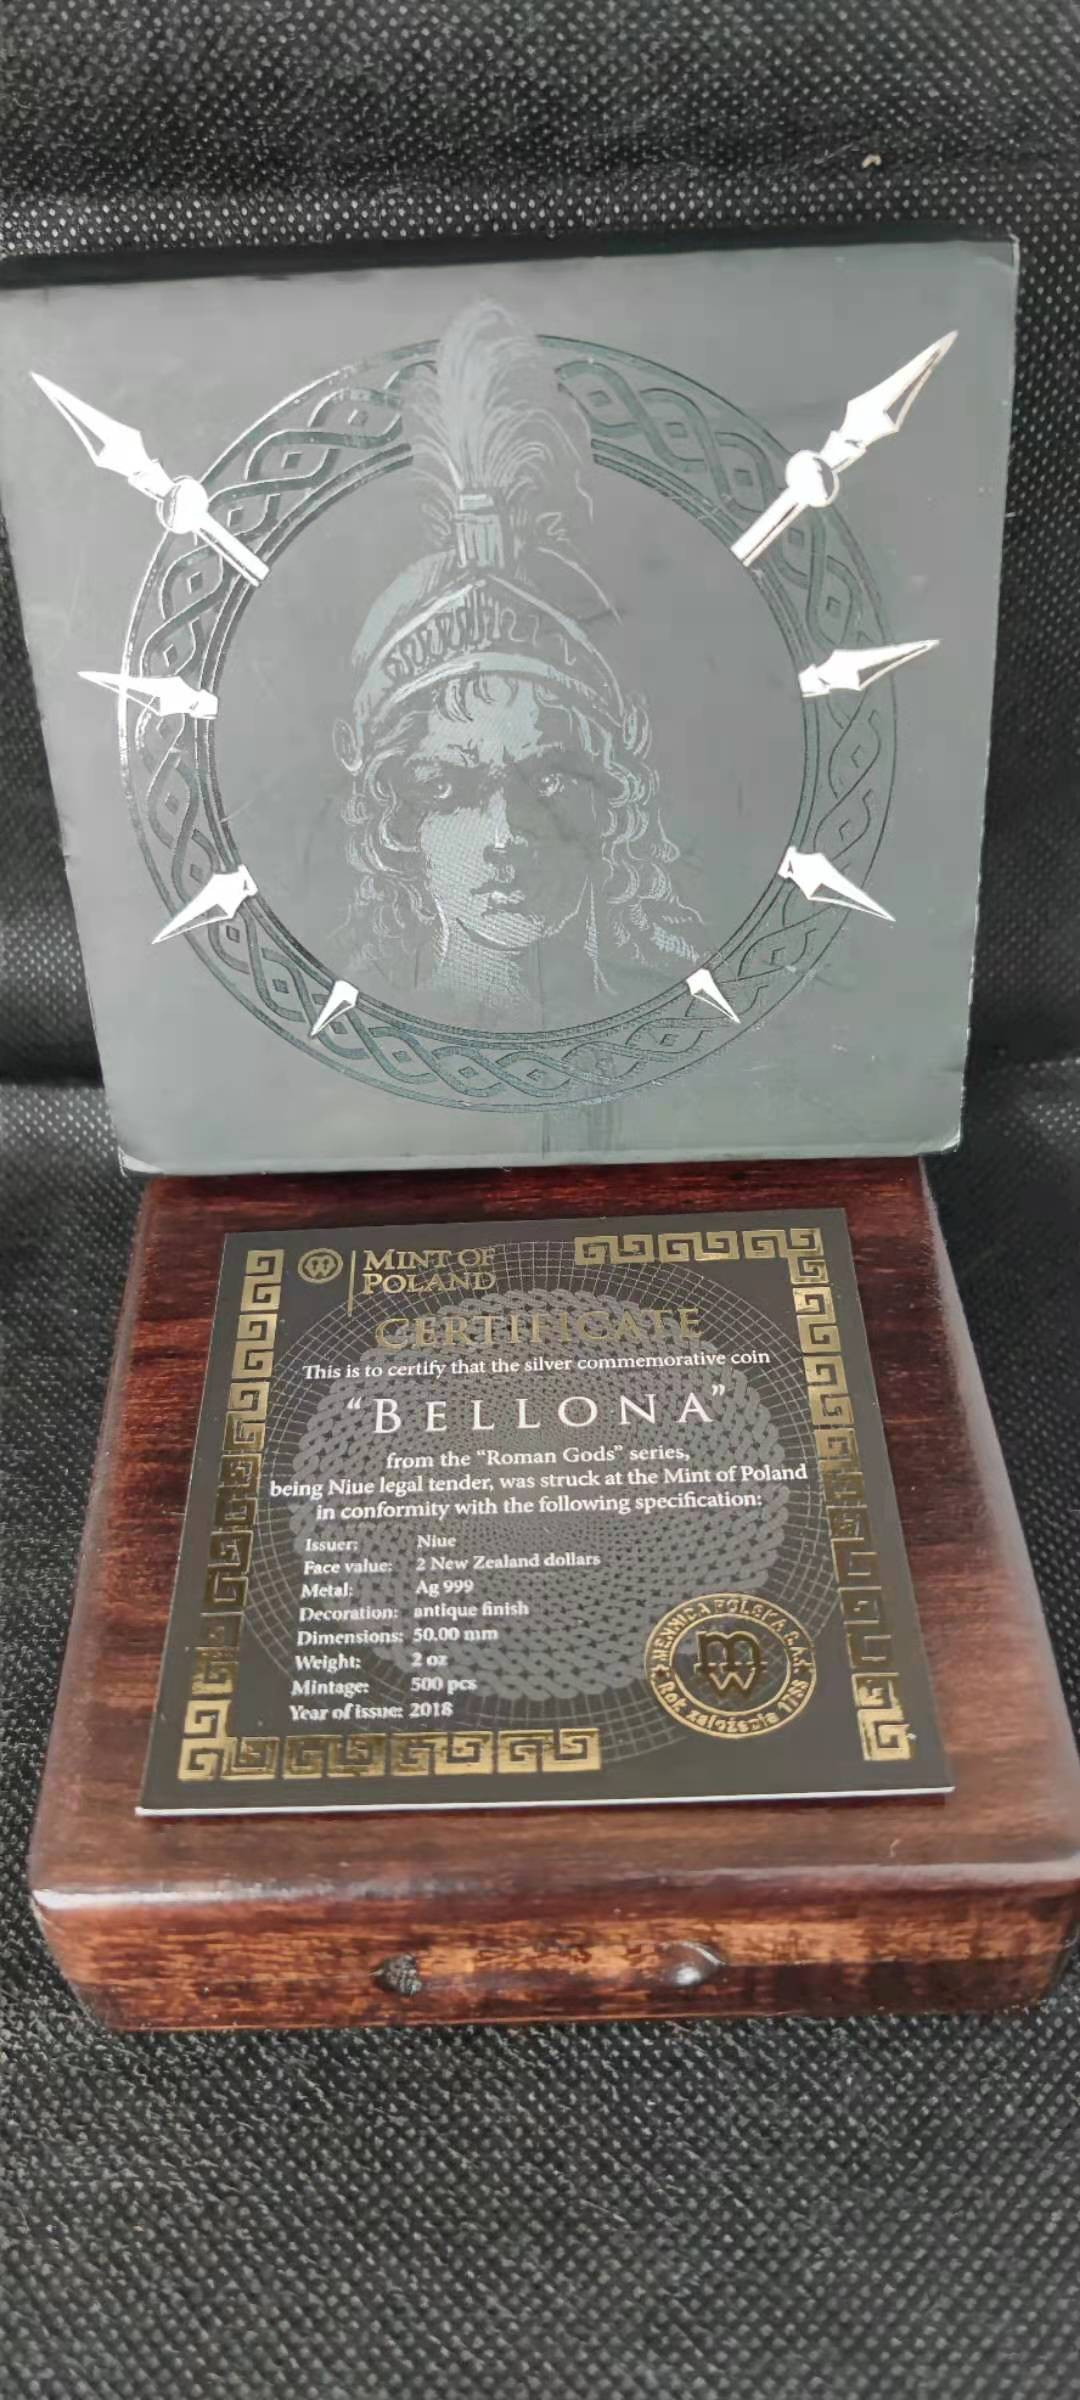 MINT OF
POLAND
CERTIFICATE
This is to certify that the silver commemorative coin
"BELLONA"
from the "Roman Gods" series,
being Niue legal tender, was struck at the Mint of Poland
in conformity with the following specification:
Issuer: Niue
Face value: 2 New Zealand dollars
Metal: Ag 999
Decoration: antique finish
Dimensions: 50.00 mm
Weight: 2 oz
Mintage: 500 pcs
Year of issue: 2018
MENNICA POLSKA S.A.
Rok założenia 1766